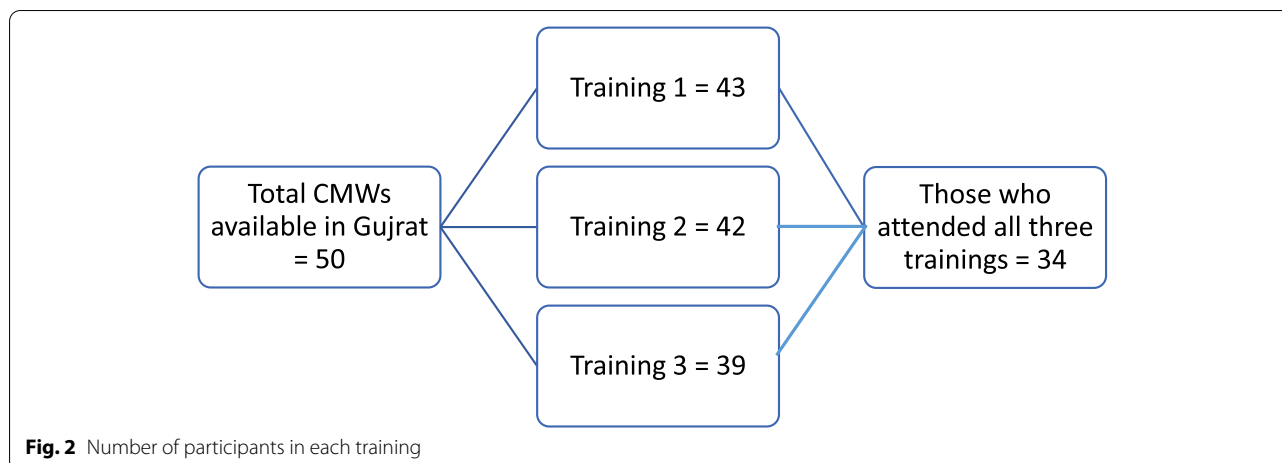 Training 1 = 43
Total CMWs
available in Gujrat
= 50
Training 2 = 42
Those who
attended all three
trainings = 34
Training 3 = 39
Fig. 2 Number of participants in each training